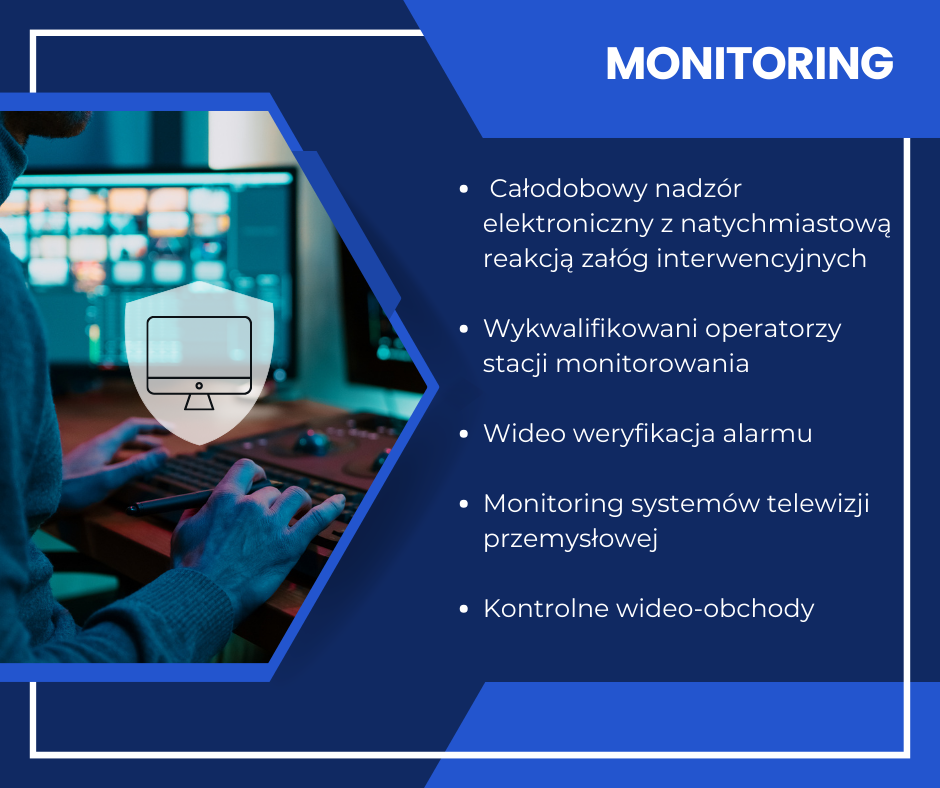 MONITORING
• Całodobowy nadzór
elektroniczny z natychmiastową
reakcją załóg interwencyjnych
• Wykwalifikowani operatorzy
stacji monitorowania
• Wideo weryfikacja alarmu
• Monitoring systemów telewizji
przemysłowej
• Kontrolne wideo-obchody